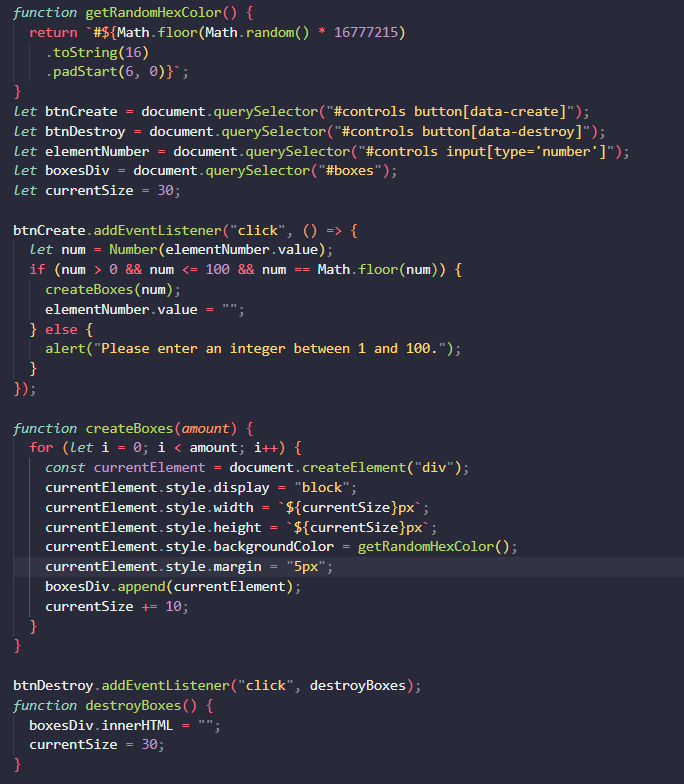 function getRandomHexColor() {
  return `#${Math.floor(Math.random() * 16777215)
    .toString(16)
    .padStart(6, 0)}`;
}
let btnCreate = document.querySelector("#controls button[data-create]");
let btnDestroy = document.querySelector("#controls button[data-destroy]");
let elementNumber = document.querySelector("#controls input[type='number']");
let boxesDiv = document.querySelector("#boxes");
let currentSize = 30;

btnCreate.addEventListener("click", () => {
  let num = Number(elementNumber.value);
  if (num > 0 && num <= 100 && num == Math.floor(num)) {
    createBoxes(num);
    elementNumber.value = "";
  } else {
    alert("Please enter an integer between 1 and 100.");
  }
});

function createBoxes(amount) {
  for (let i = 0; i < amount; i++) {
    const currentElement = document.createElement("div");
    currentElement.style.display = "block";
    currentElement.style.width = `${currentSize}px`;
    currentElement.style.height = `${currentSize}px`;
    currentElement.style.backgroundColor = getRandomHexColor();
    currentElement.style.margin = "5px";
    boxesDiv.append(currentElement);
    currentSize += 10;
  }
}

btnDestroy.addEventListener("click", destroyBoxes);
function destroyBoxes() {
  boxesDiv.innerHTML = "";
  currentSize = 30;
}